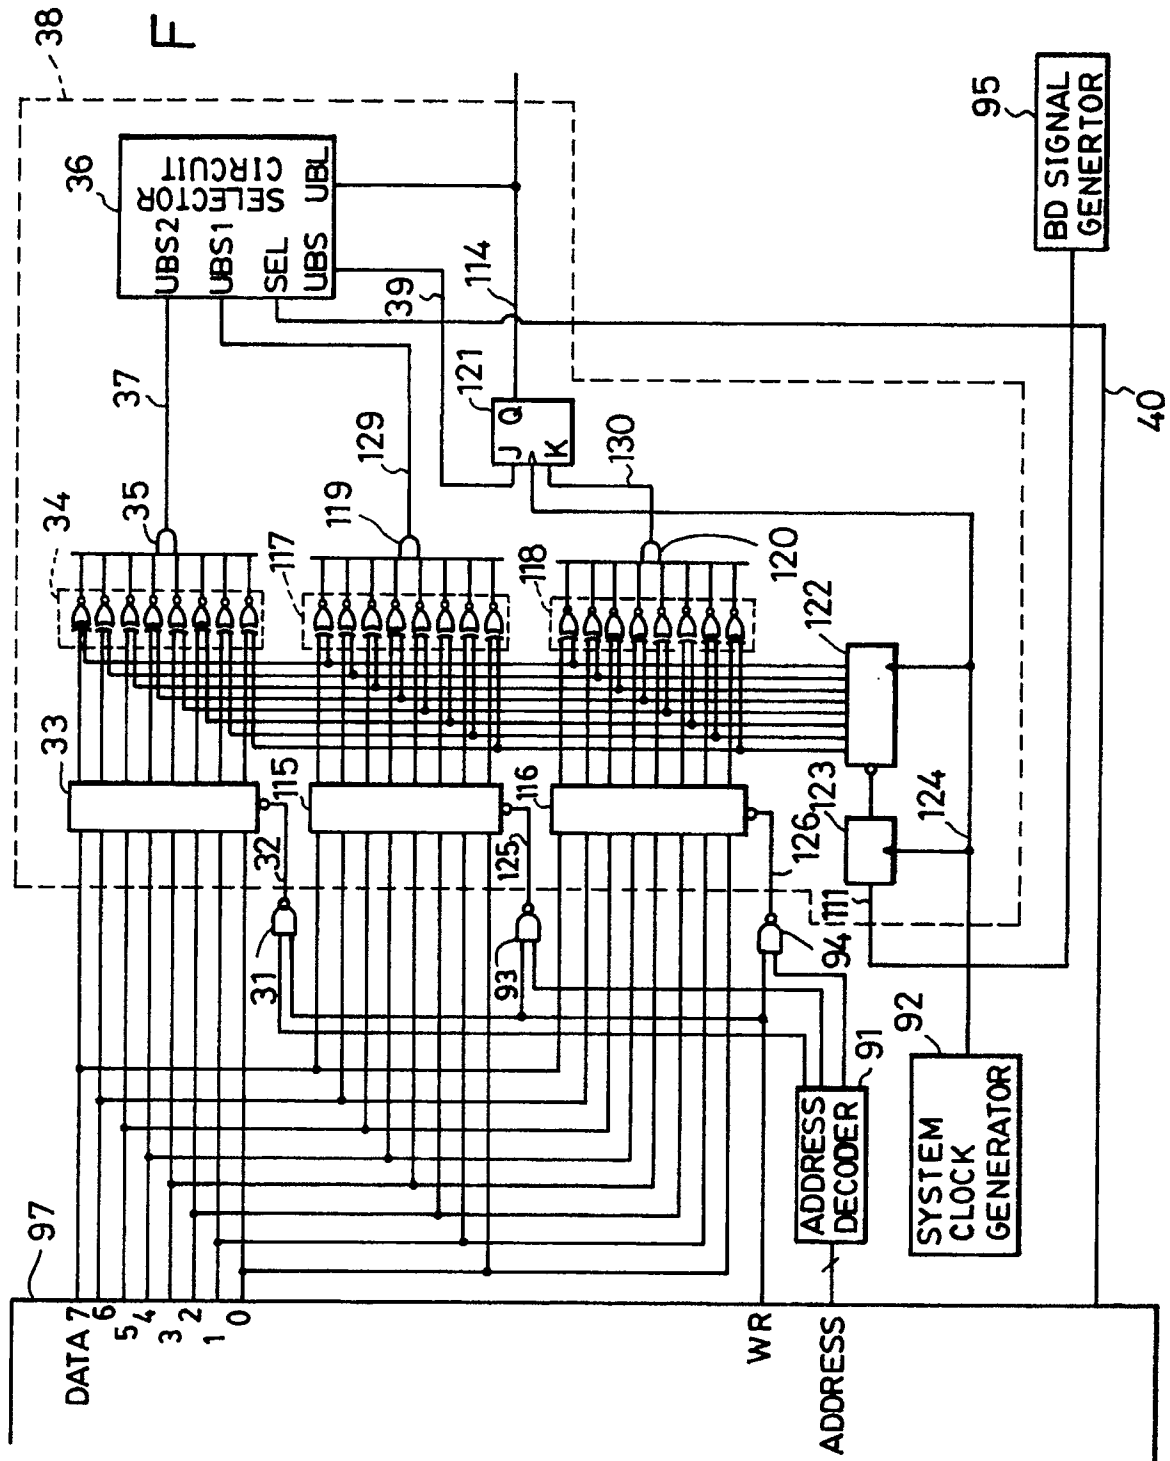 F
38
36
SELECTOR
CIRCUIT
UBS2
UBS1
SEL
UBS
UBL
95
BD SIGNAL
GENERTOR
37
39
114
121
J
Q
K
129
130
40
34
35
117
119
118
120
122
33
115
116
123
124
32
125
126
111
31
93
94
91
ADDRESS
DECODER
92
SYSTEM
CLOCK
GENERATOR
97
DATA 7
6
5
4
3
2
1
0
WR
ADDRESS